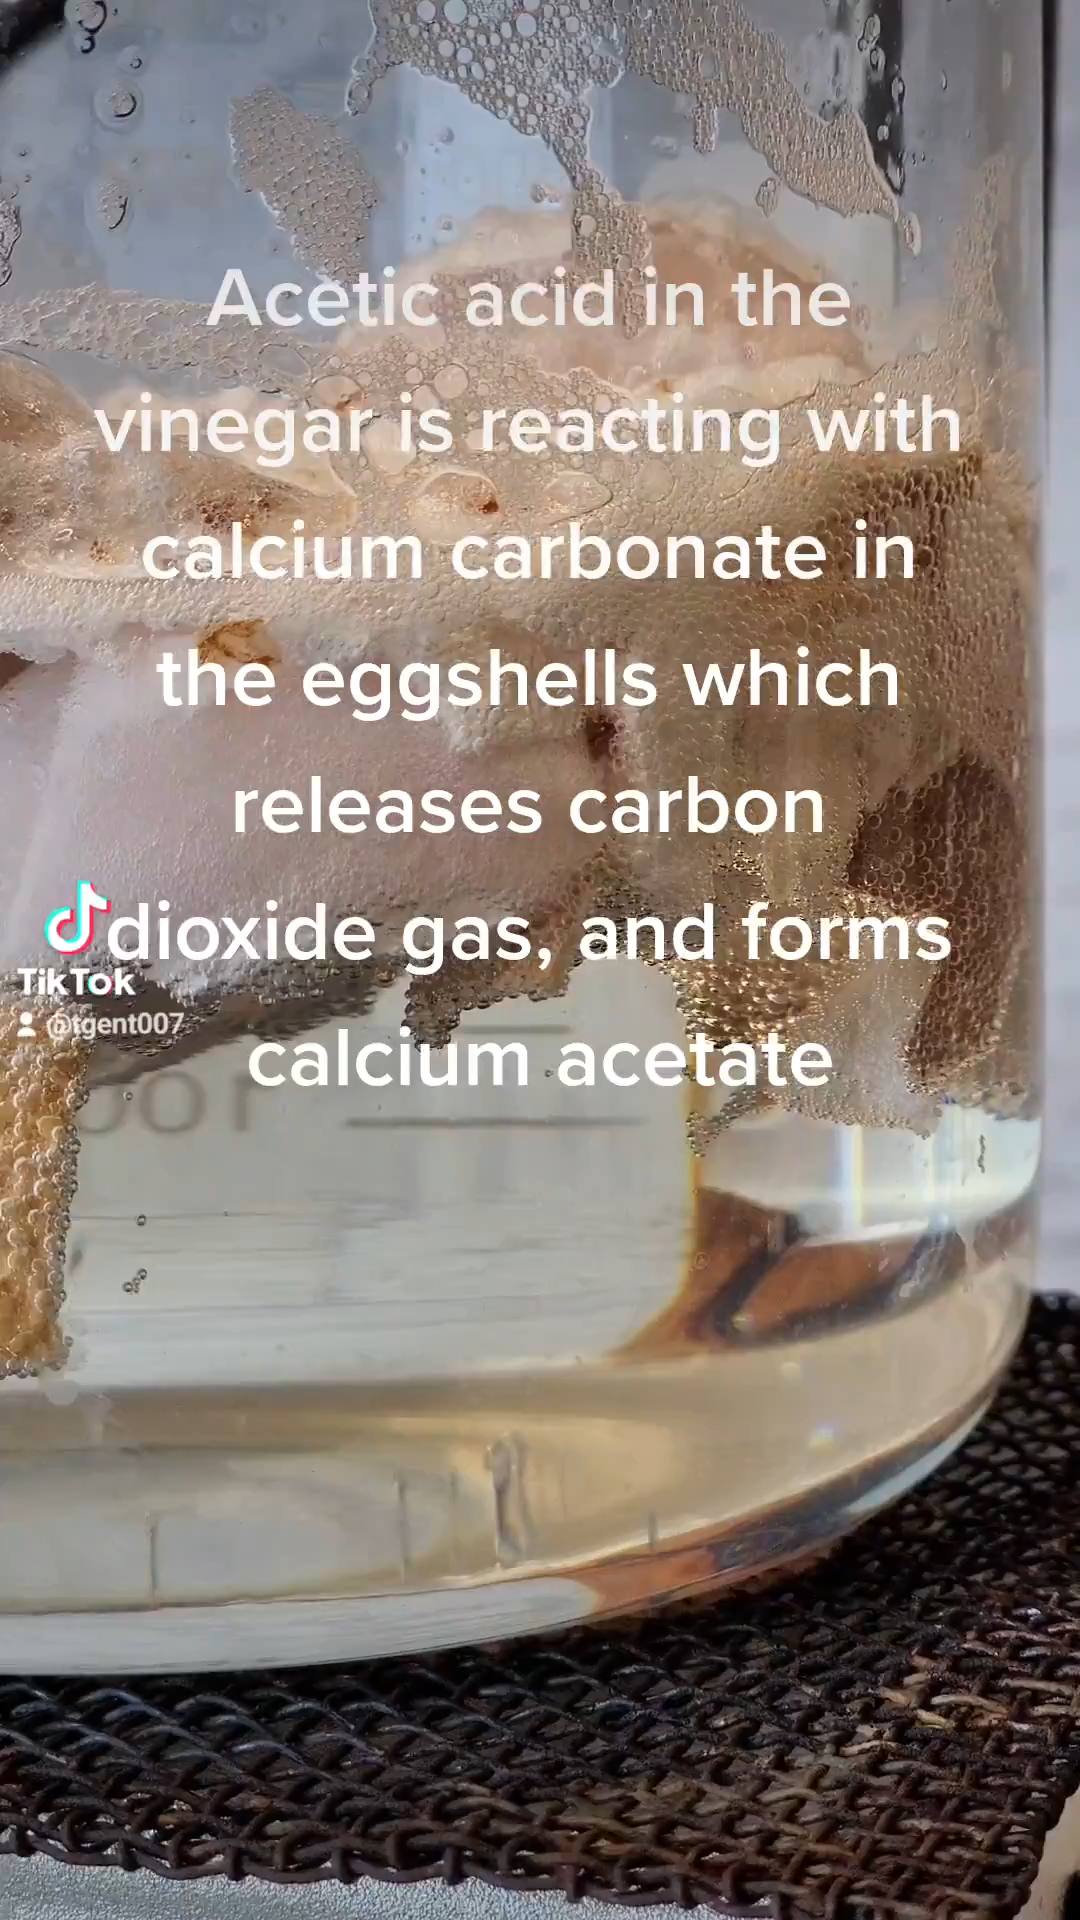 Acetic acid in the
vinegar is reacting with
calcium carbonate in
the eggshells which
releases carbon
dioxide gas, and forms
calcium acetate
TikTok
@tgent007